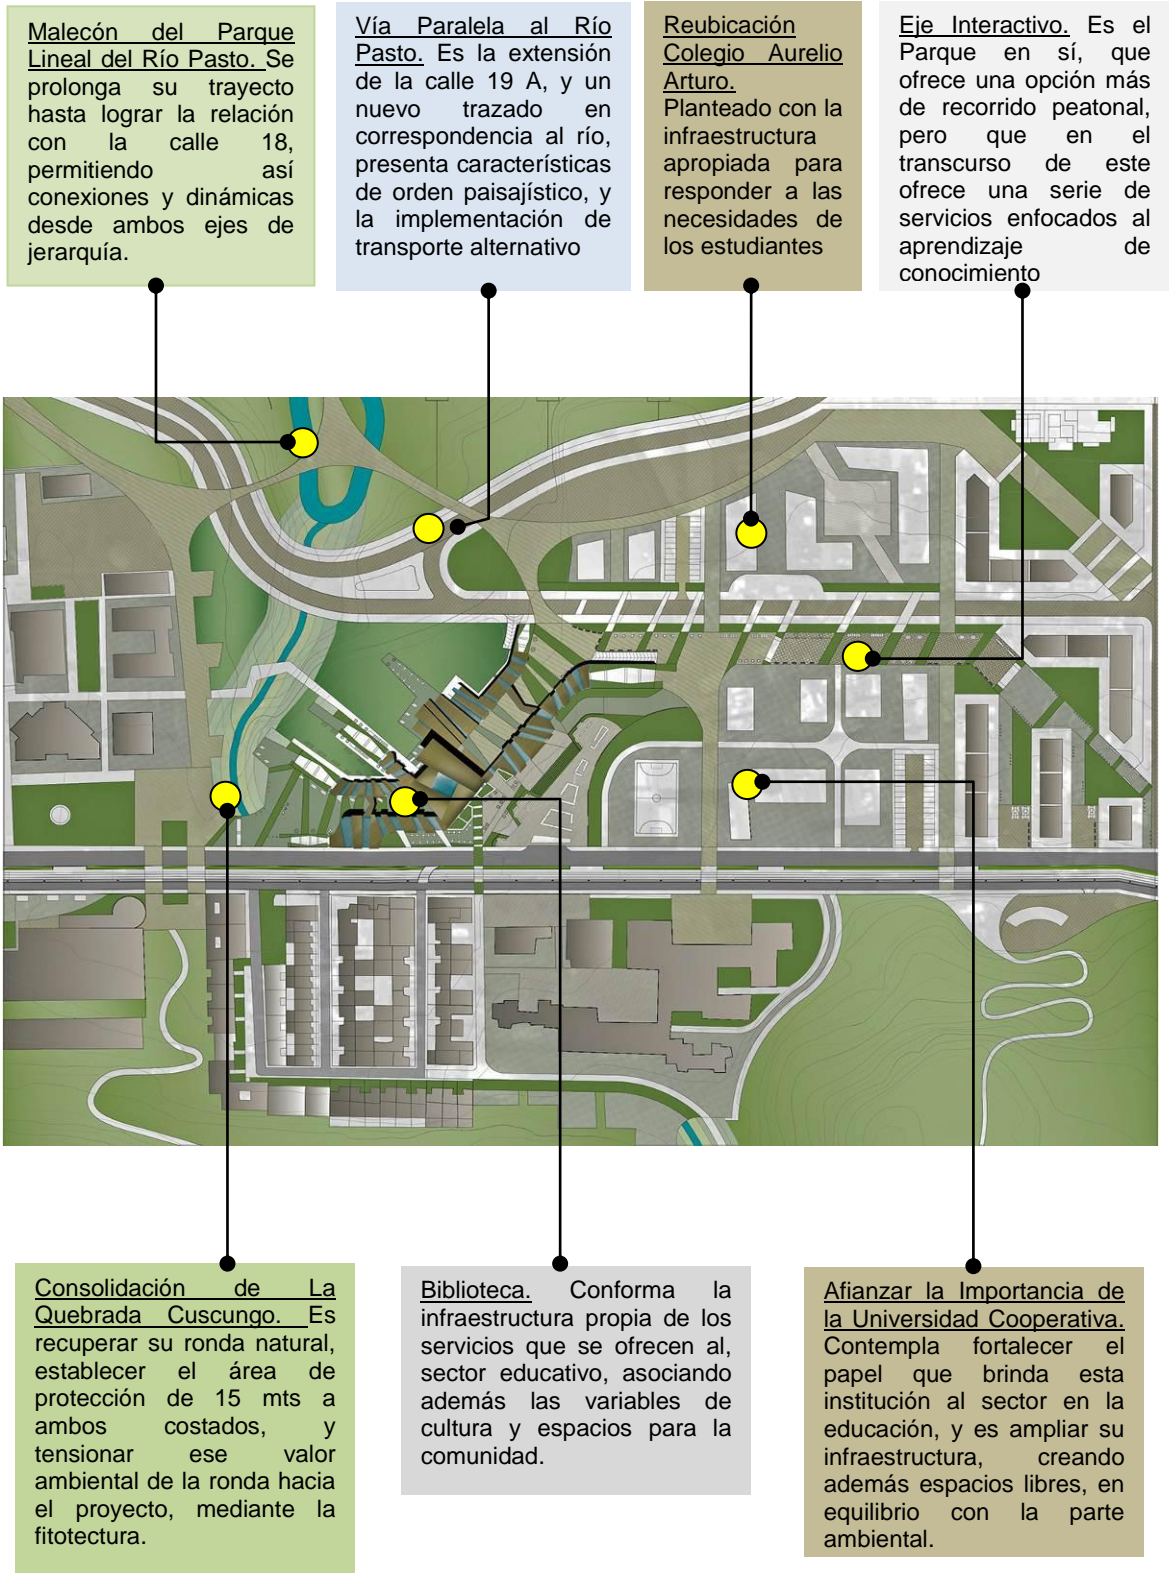 Malecón del Parque
Lineal del Río Pasto. Se
prolonga su trayecto
hasta lograr la relación
con la calle 18,
permitiendo así
conexiones y dinámicas
desde ambos ejes de
jerarquía.
Vía Paralela al Río
Pasto. Es la extensión
de la calle 19 A, y un
nuevo trazado en
correspondencia al río,
presenta características
de orden paisajístico, y
la implementación de
transporte alternativo
Reubicación
Colegio Aurelio
Arturo.
Planteado con la
infraestructura
apropiada para
responder a las
necesidades de
los estudiantes
Eje Interactivo. Es el
Parque en sí, que
ofrece una opción más
de recorrido peatonal,
pero que en el
transcurso de este
ofrece una serie de
servicios enfocados al
aprendizaje de
conocimiento
Consolidación de La
Quebrada Cuscungo. Es
recuperar su ronda natural,
establecer el área de
protección de 15 mts a
ambos costados, y
tensionar ese valor
ambiental de la ronda hacia
el proyecto, mediante la
fitotectura.
Biblioteca. Conforma la
infraestructura propia de los
servicios que se ofrecen al,
sector educativo, asociando
además las variables de
cultura y espacios para la
comunidad.
Afianzar la Importancia de
la Universidad Cooperativa.
Contempla fortalecer el
papel que brinda esta
institución al sector en la
educación, y es ampliar su
infraestructura, creando
además espacios libres, en
equilibrio con la parte
ambiental.